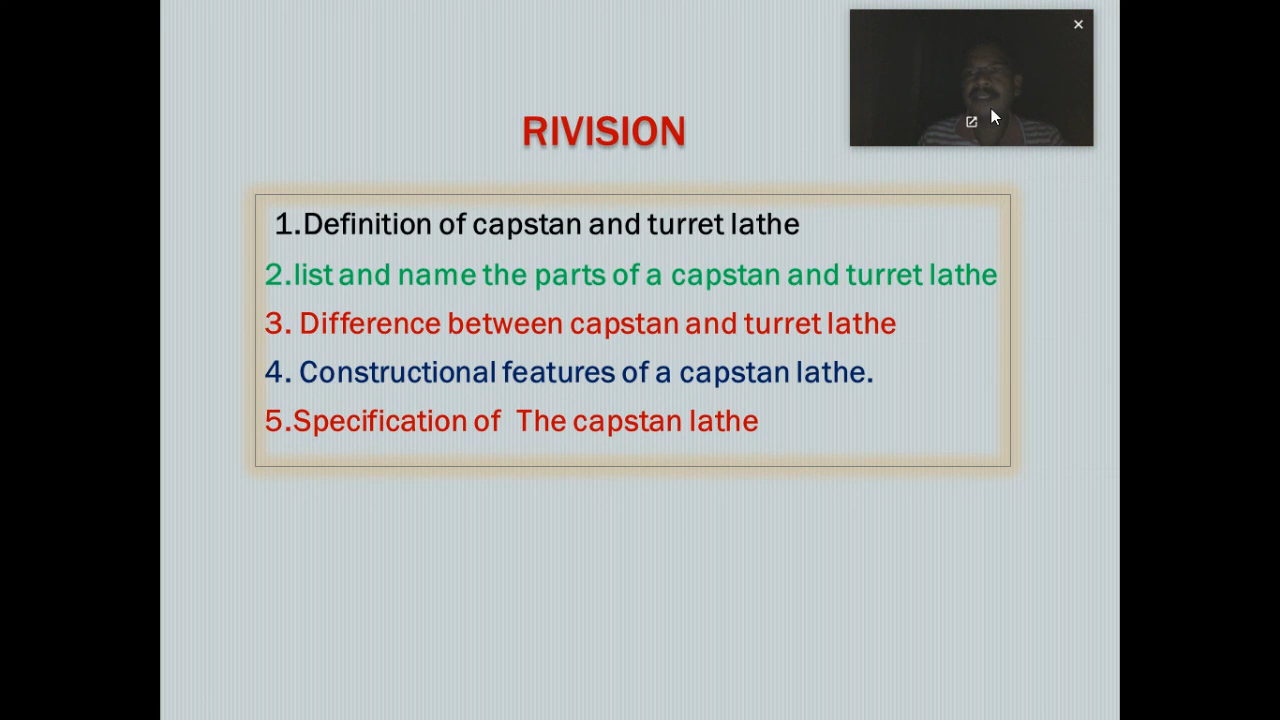 RIVISION
1.Definition of capstan and turret lathe
2.list and name the parts of a capstan and turret lathe
3. Difference between capstan and turret lathe
4. Constructional features of a capstan lathe.
5.Specification of The capstan lathe